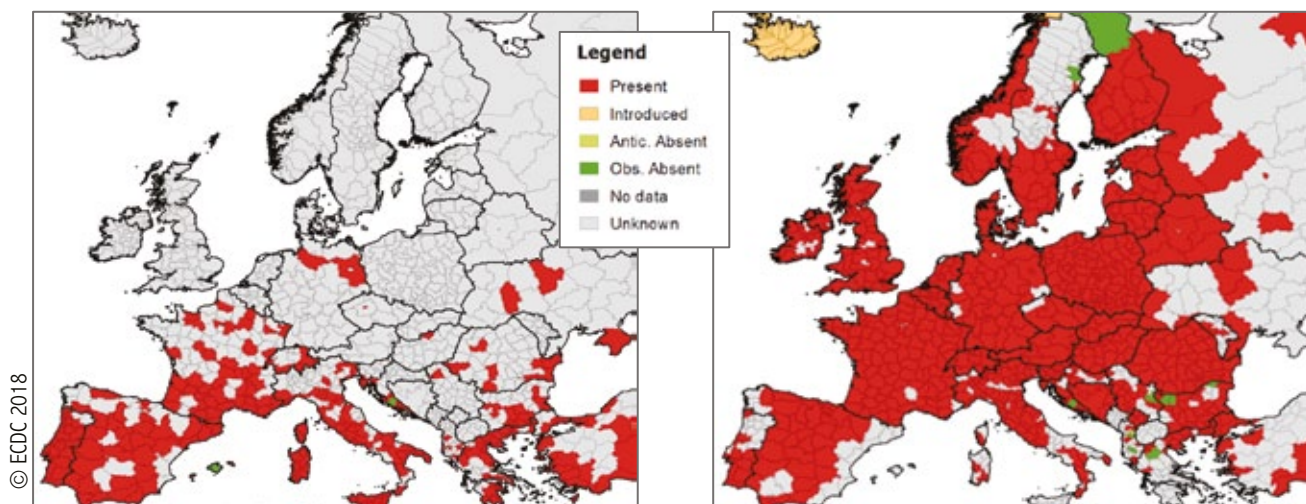 Legend
Present
Introduced
Antic. Absent
Obs. Absent
No data
Unknown
© ECDC 2018